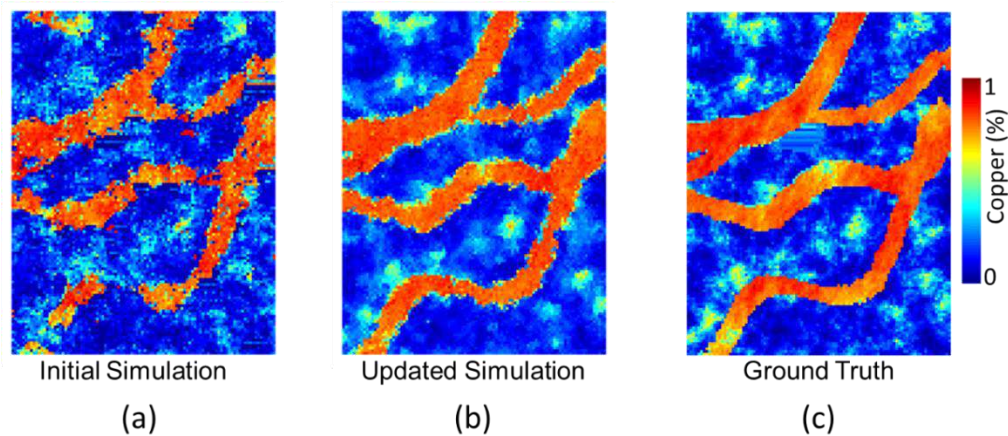 Initial Simulation
Updated Simulation
Ground Truth
(a)
(b)
(c)
1
Copper (%)
0